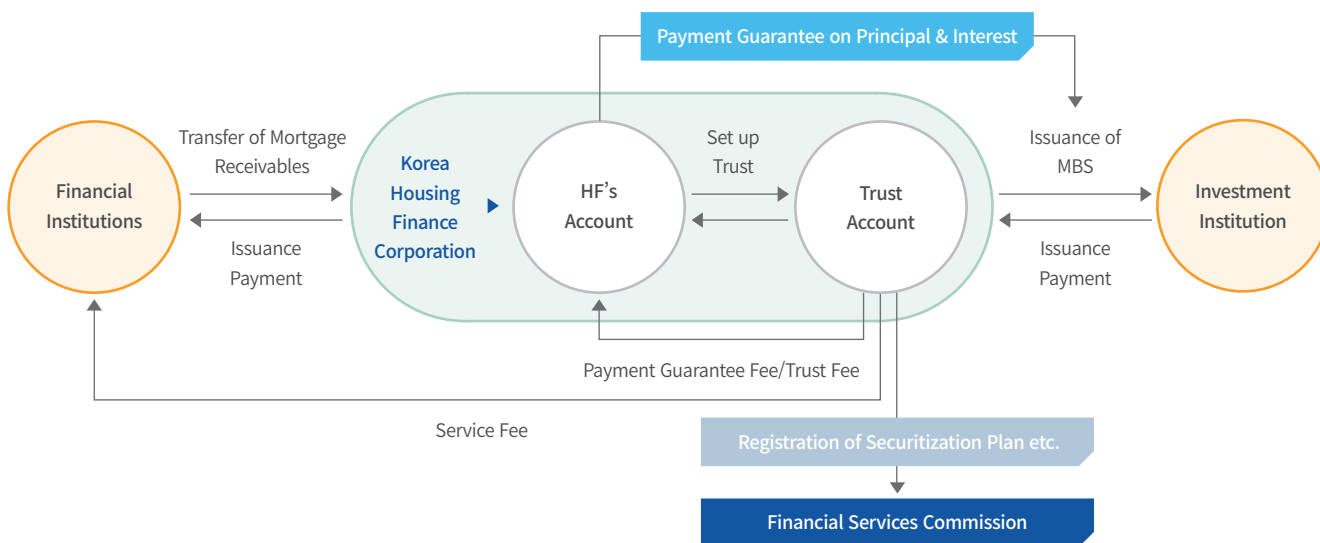 Payment Guarantee on Principal & Interest
Transfer of Mortgage
Receivables
Financial
Institutions
Issuance
Payment
Korea
Housing
Finance
Corporation
HF’s
Account
Set up
Trust
Trust
Account
Issuance of
MBS
Issuance
Payment
Investment
Institution
Payment Guarantee Fee/Trust Fee
Service Fee
Registration of Securitization Plan etc.
Financial Services Commission